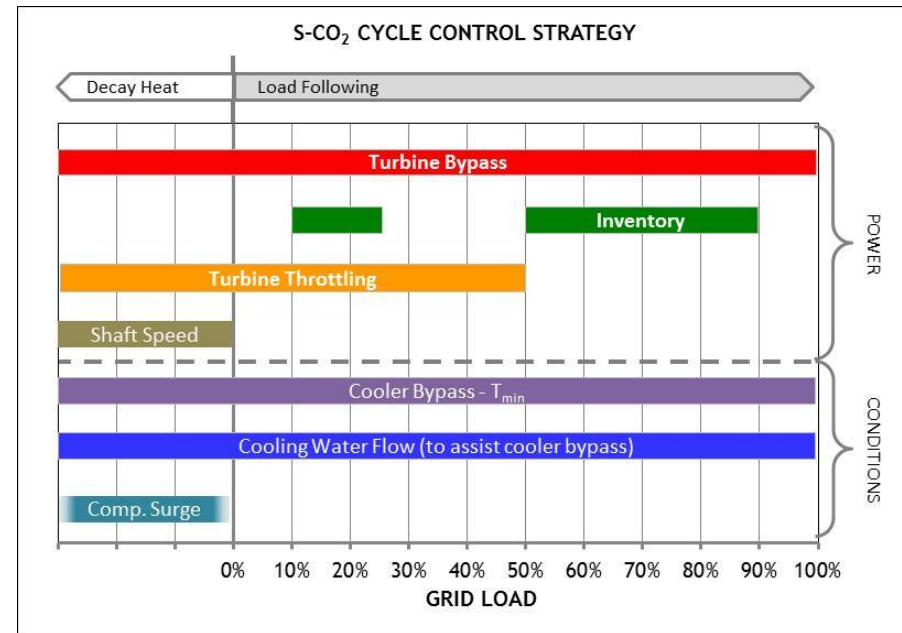 S-CO₂ CYCLE CONTROL STRATEGY
Decay Heat
Load Following
Turbine Bypass
Inventory
Turbine Throttling
Shaft Speed
POWER
Cooler Bypass - Tmin
Cooling Water Flow (to assist cooler bypass)
Comp. Surge
CONDITIONS
0% 10% 20% 30% 40% 50% 60% 70% 80% 90% 100%
GRID LOAD